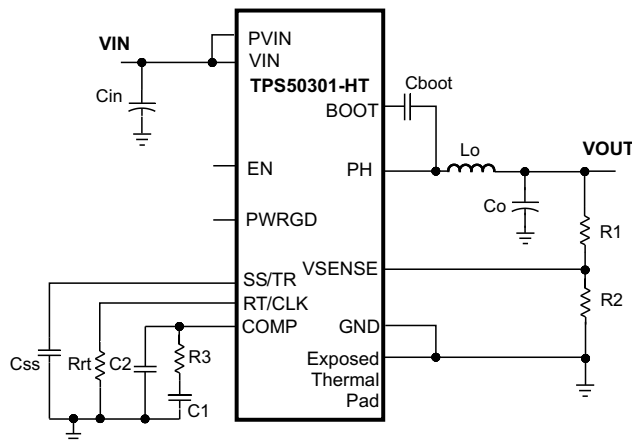 VIN
PVIN
VIN
TPS50301-HT
Cboot
Cin
BOOT
Lo
VOUT
EN
PH
Co
R1
PWRGD
SS/TR
VSENSE
RT/CLK
R2
COMP
GND
Css
Rrt
C2
R3
C1
Exposed
Thermal
Pad